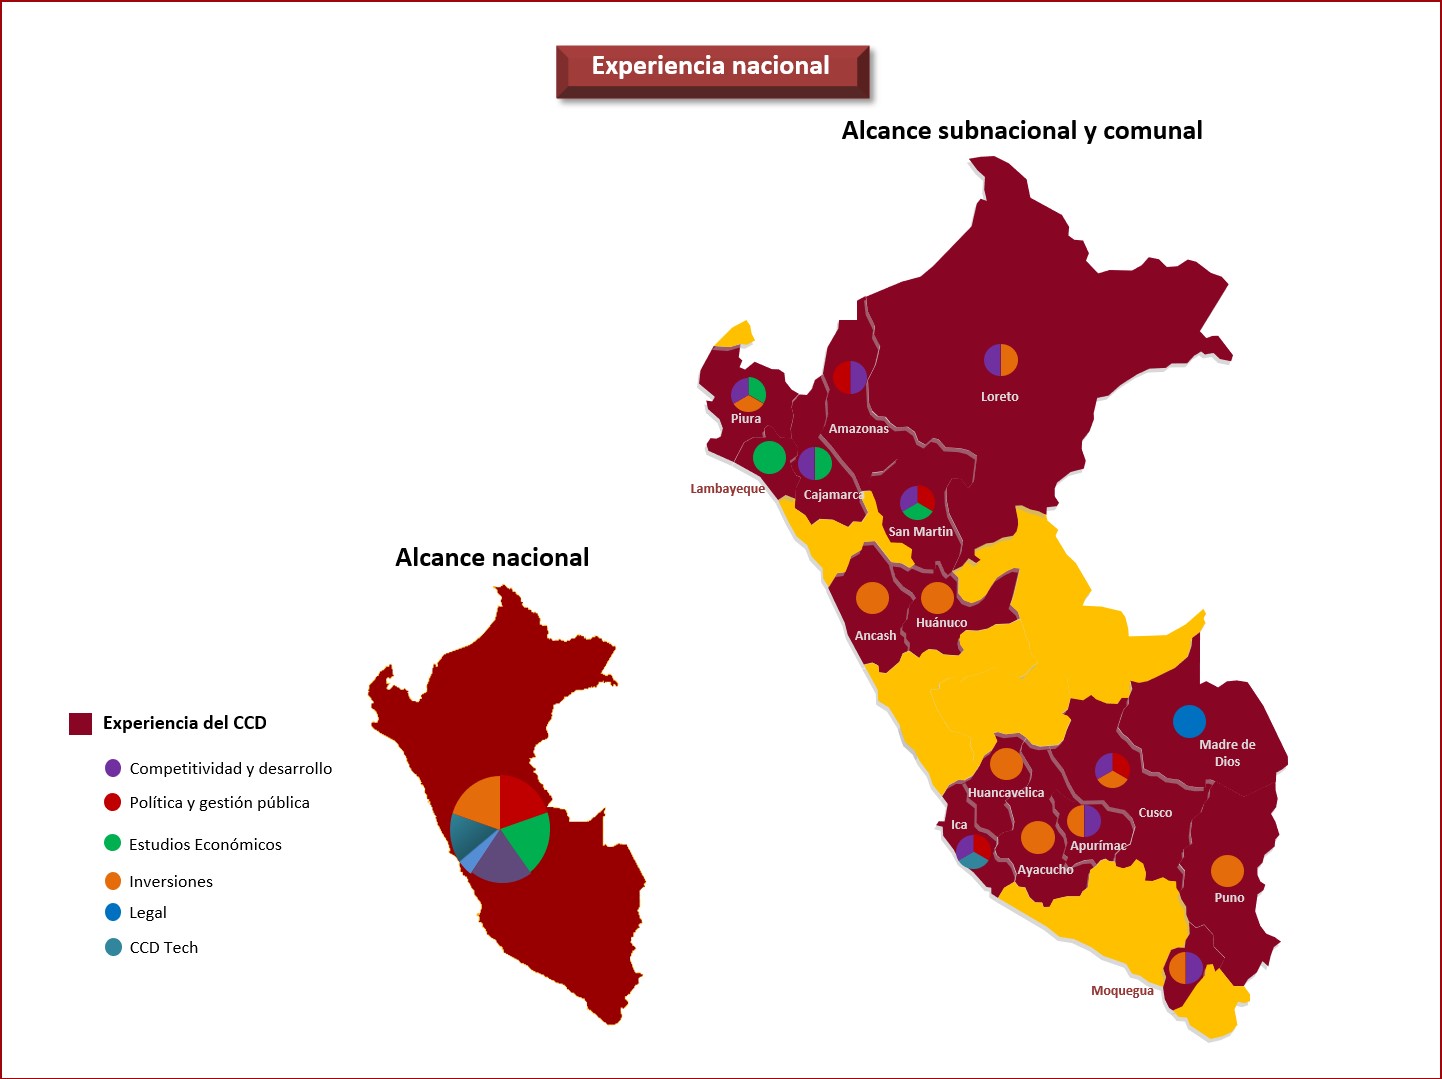 Experiencia nacional
Alcance subnacional y comunal
Loreto
Piura
Amazonas
Lambayeque
Cajamarca
San Martin
Alcance nacional
Ancash
Huánuco
Experiencia del CCD
Competitividad y desarrollo
Política y gestión pública
Estudios Económicos
Inversiones
Legal
CCD Tech
Madre de
Dios
Huancavelica
Cusco
Ica
Apurímac
Ayacucho
Puno
Moquegua